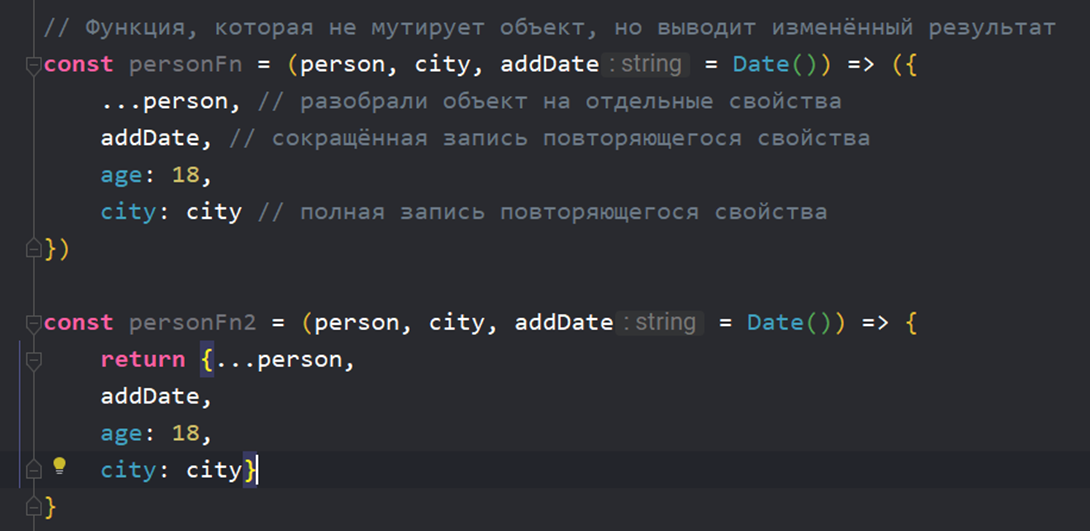 // Функция, которая не мутирует объект, но выводит изменённый результат
const personFn = (person, city, addDate : string = Date()) => ({
...person, // разобрали объект на отдельные свойства
addDate, // сокращённая запись повторяющегося свойства
age: 18,
city: city // полная запись повторяющегося свойства
})
const personFn2 = (person, city, addDate : string = Date()) => {
return {...person,
addDate,
age: 18,
city: city}
}